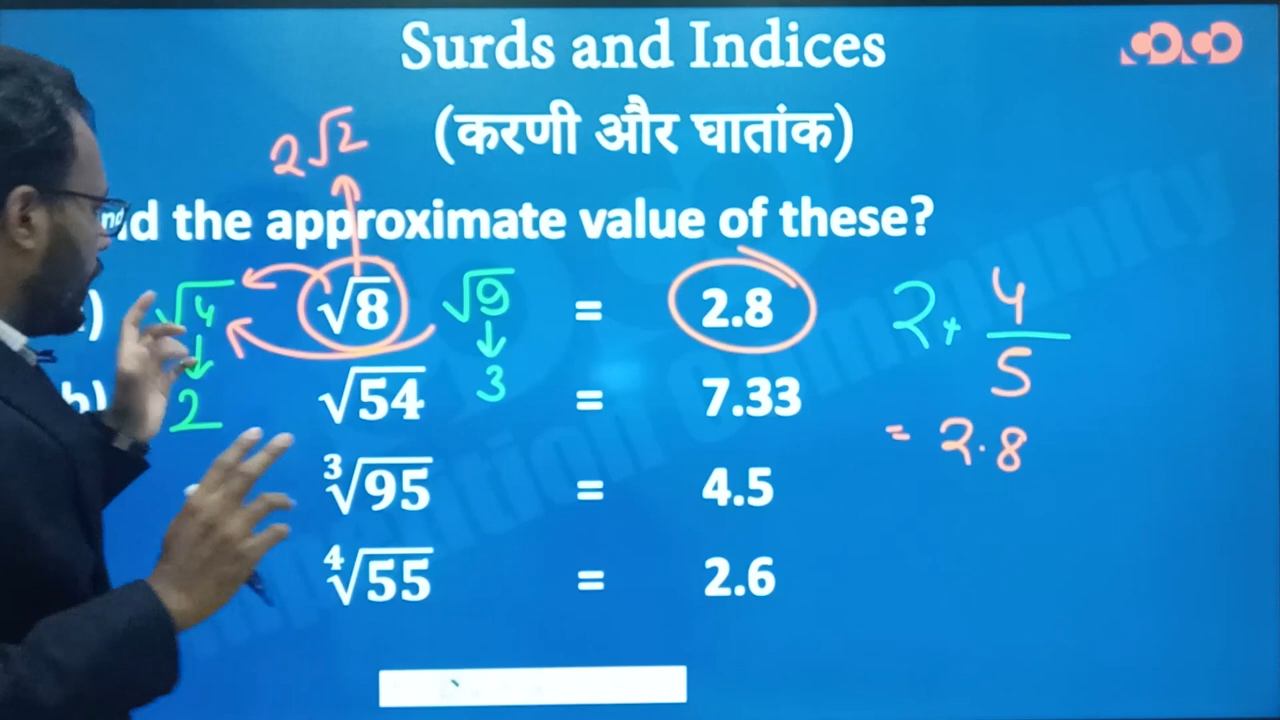 Surds and Indices
(करणी और घातांक)
2√2
nd the approximate value of these?
) √4 √8 √9 = 2.8 2+ 4/5
2 3
b) √54 = 7.33 = 2.8
∛95 = 4.5
∜55 = 2.6